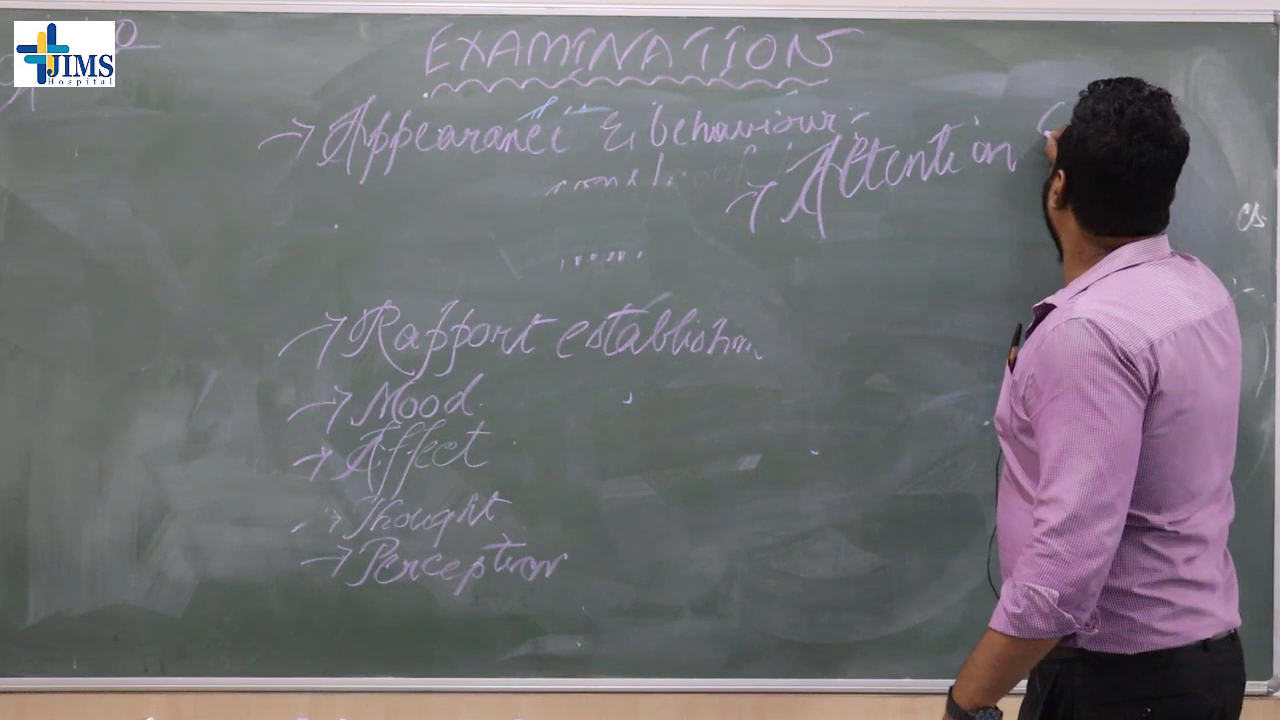 JIMS
Hospital
EXAMINATION
→ Appearance & behaviour:
→ Attention
→ Rapport establishm
→ Mood
→ Affect
→ Thought
→ Perception